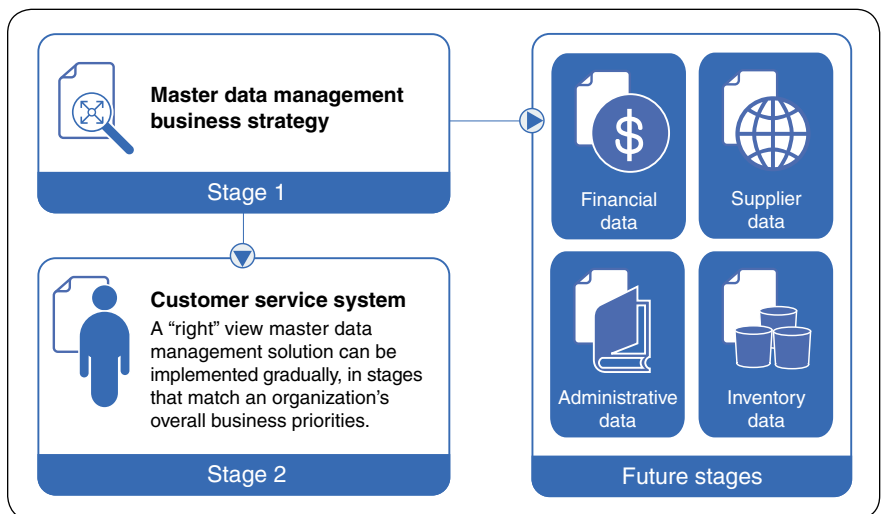 Master data management
business strategy
Stage 1
Customer service system
A “right” view master data
management solution can be
implemented gradually, in stages
that match an organization’s
overall business priorities.
Stage 2
$
Financial
data
Supplier
data
Administrative
data
Inventory
data
Future stages